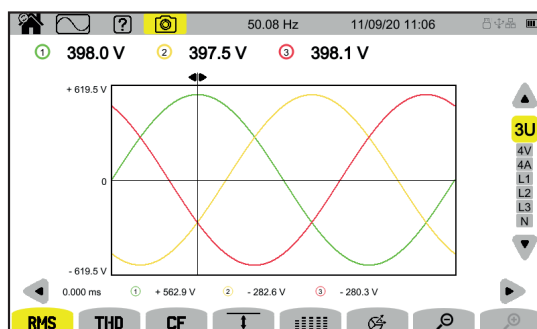 ? 50.08 Hz 11/09/20 11:06
1 398.0 V 2 397.5 V 3 398.1 V
+ 619.5 V
0
- 619.5 V
3U
4V
4A
L1
L2
L3
N
0.000 ms 1 + 562.9 V 2 - 282.6 V 3 - 280.3 V
RMS THD CF